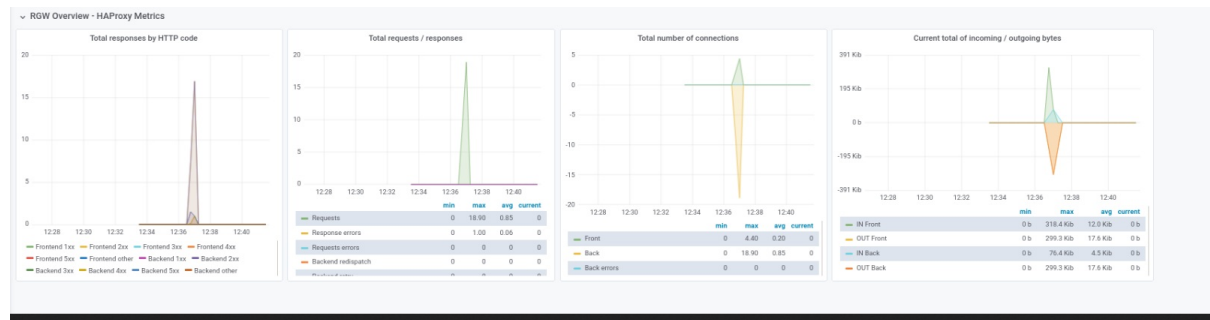 RGW Overview - HAProxy Metrics
Total responses by HTTP code
20
15
10
5
0
12:28 12:30 12:32 12:34 12:36 12:38 12:40
Frontend 1xx Frontend 2xx Frontend 3xx Frontend 4xx
Frontend 5xx Frontend other Backend 1xx Backend 2xx
Backend 3xx Backend 4xx Backend 5xx Backend other
Total requests / responses
20
15
10
5
0
12:28 12:30 12:32 12:34 12:36 12:38 12:40
min max avg current
Requests 0 18.90 0.85 0
Response errors 0 1.00 0.06 0
Requests errors 0 0 0 0
Backend redispatch 0 0 0 0
Total number of connections
5
0
-5
-10
-15
-20
12:28 12:30 12:32 12:34 12:36 12:38 12:40
min max avg current
Front 0 4.40 0.20 0
Back 0 18.90 0.85 0
Back errors 0 0 0 0
Current total of incoming / outgoing bytes
391 Kib
195 Kib
0 b
-195 Kib
-391 Kib
12:28 12:30 12:32 12:34 12:36 12:38 12:40
min max avg current
IN Front 0 b 318.4 Kib 12.0 Kib 0 b
OUT Front 0 b 299.3 Kib 17.6 Kib 0 b
IN Back 0 b 76.4 Kib 4.5 Kib 0 b
OUT Back 0 b 299.3 Kib 17.6 Kib 0 b